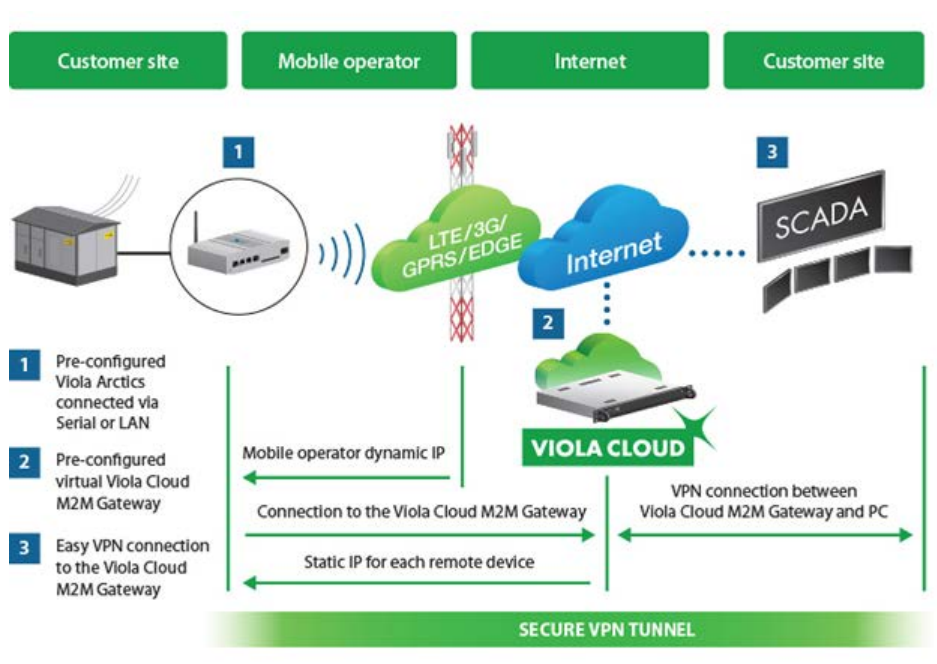 Customer site
Mobile operator
Internet
Customer site
1
3
LTE/3G/
GPRS/EDGE
Internet
SCADA
2
VIOLA CLOUD
1
Pre-configured
Viola Arctics
connected via
Serial or LAN
2
Pre-configured
virtual Viola Cloud
M2M Gateway
3
Easy VPN connection
to the Viola Cloud
M2M Gateway
Mobile operator dynamic IP
Connection to the Viola Cloud M2M Gateway
Static IP for each remote device
VPN connection between
Viola Cloud M2M Gateway and PC
SECURE VPN TUNNEL